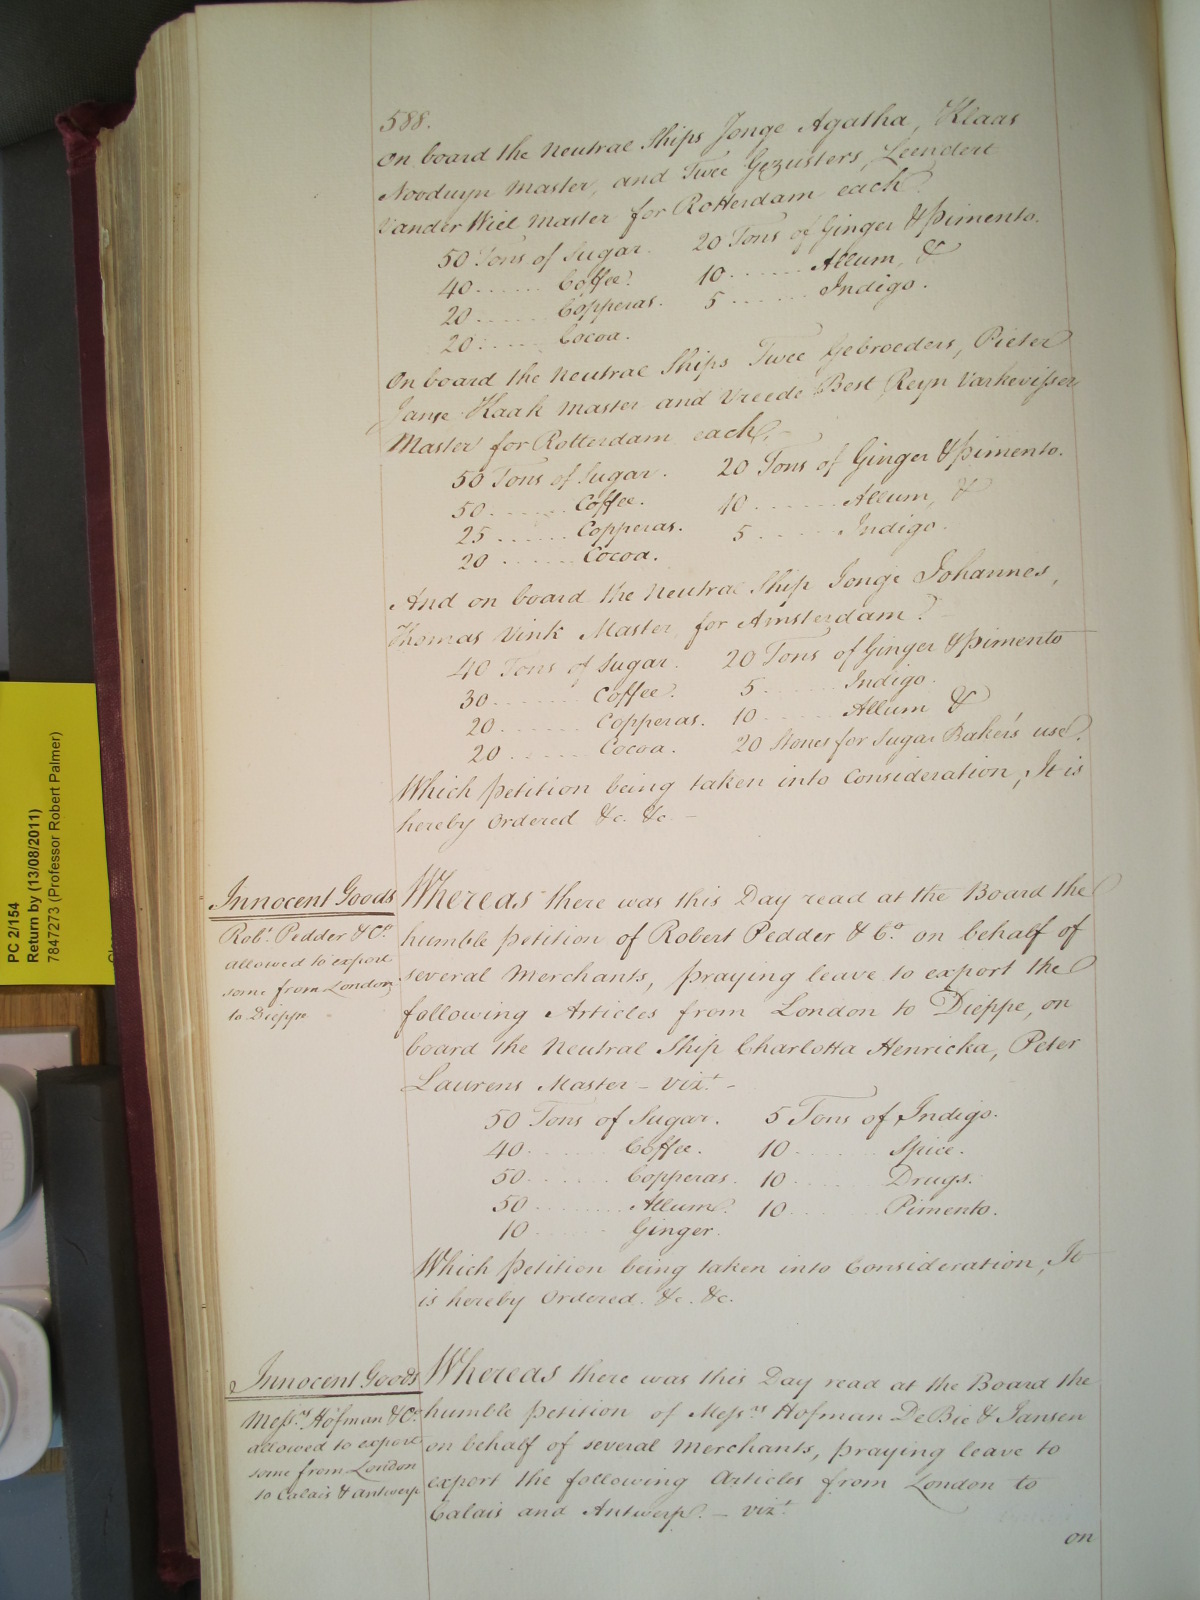 588.
On board the Neutral Ships Jonge Agatha, Klaas
Noodwyn Master, and Twee Gezusters, Leendert
Vander Wiel Master for Rotterdam each
50 Tons of Sugar. 20 Tons of Ginger & Pimento.
40 ...... Coffee. 10 ...... Allum, &
20 ...... Copperas. 5 ...... Indigo.
20 ...... Cocoa.
On board the Neutral Ships Twee Gebroeders, Pieter
Janse Kaak Master and Vreede Best Reyn Varkevisser
Master for Rotterdam each. -
50 Tons of Sugar. 20 Tons of Ginger & Pimento.
50 ...... Coffee. 10 ...... Allum, &
25 ...... Copperas. 5 ...... Indigo.
20 ...... Cocoa.
And on board the Neutral Ship Jonge Johannes,
Thomas Vink Master, for Amsterdam. -
40 Tons of Sugar. 20 Tons of Ginger & Pimento
30 ...... Coffee. 5 ...... Indigo.
20 ...... Copperas. 10 ...... Allum &
20 ...... Cocoa. 20 Stones for Sugar Baker's use.
Which Petition being taken into Consideration, It is
hereby Ordered &c. &c. -
Innocent Goods
Robt. Pedder & Co.
allowed to export
some from London
to Dieppe
Whereas there was this Day read at the Board the
humble Petition of Robert Pedder & Co. on behalf of
several Merchants, praying leave to export the
following Articles from London to Dieppe, on
board the Neutral Ship Charlotta Henricka, Peter
Laurens Master - vizt. -
50 Tons of Sugar. 5 Tons of Indigo.
40 ...... Coffee. 10 ...... Spice.
50 ...... Copperas. 10 ...... Drugs.
50 ...... Allum. 10 ...... Pimento.
10 ...... Ginger.
Which Petition being taken into Consideration, It
is hereby Ordered. &c. &c.
Innocent Goods
Messrs. Hofman & Co.
allowed to export
some from London
to Calais & Antwerp
Whereas there was this Day read at the Board the
humble Petition of Messrs. Hofman De Bie & Jansen
on behalf of several Merchants, praying leave to
export the following Articles from London to
Calais and Antwerp. - vizt.
on
PC 2/154
Return by (13/08/2011)
7847273 (Professor Robert Palmer)